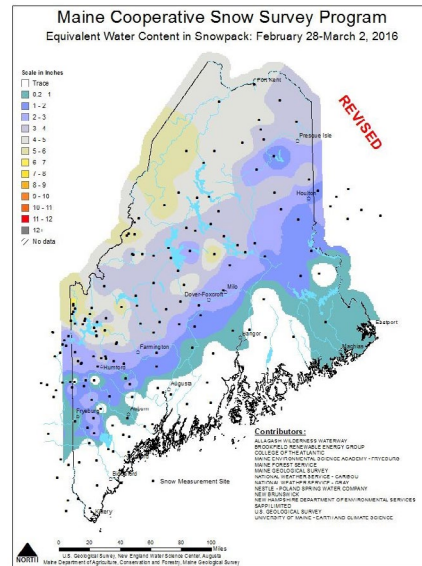 Maine Cooperative Snow Survey Program
Equivalent Water Content in Snowpack: February 28-March 2, 2016
Scale in Inches
Trace
0.2 - 1
1 - 2
2 - 3
3 - 4
4 - 5
5 - 6
6 - 7
7 - 8
8 - 9
9 - 10
10 - 11
11 - 12
12+
No data
REVISED
Fort Kent
Presque Isle
Houlton
Dover-Foxcroft
Milo
Farmington
Bangor
Eastport
Machias
Rumford
Augusta
Fryeburg
Auburn
Biddeford
Kittery
Snow Measurement Site
Contributors:
ALLAGASH WILDERNESS WATERWAY
BROOKFIELD RENEWABLE ENERGY GROUP
COLLEGE OF THE ATLANTIC
MAINE ENVIRONMENTAL SCIENCE ACADEMY - FRYEBURG
MAINE FOREST SERVICE
MAINE GEOLOGICAL SURVEY
NATIONAL WEATHER SERVICE - CARIBOU
NATIONAL WEATHER SERVICE - GRAY
NESTLE - POLAND SPRING WATER COMPANY
NEW BRUNSWICK
NEW HAMPSHIRE DEPARTMENT OF ENVIRONMENTAL SERVICES
SAPPI LIMITED
U.S. GEOLOGICAL SURVEY
UNIVERSITY OF MAINE - EARTH AND CLIMATE SCIENCE
NORTH
0 20 40 60 80 100
Miles
U.S. Geological Survey, New England Water Science Center, Augusta
Maine Department of Agriculture, Conservation and Forestry, Maine Geological Survey